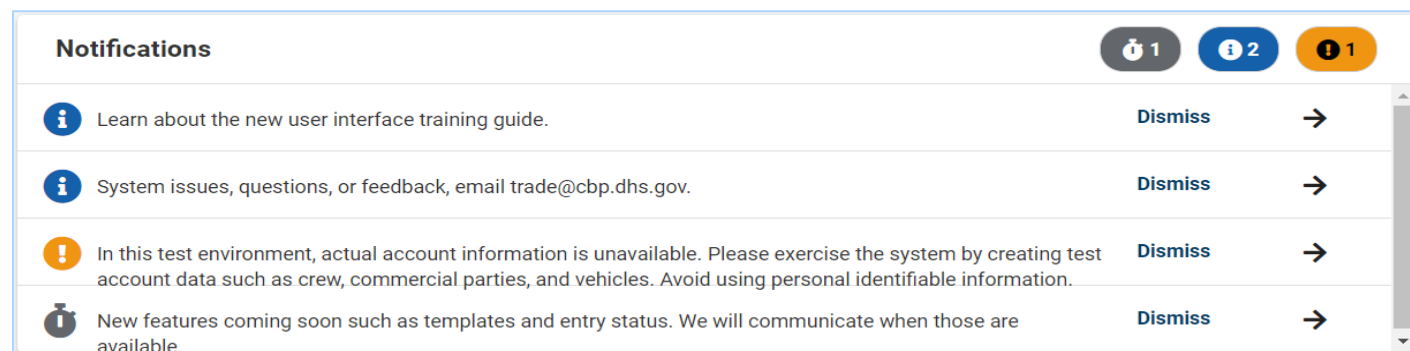 Notifications
1
2
1
Learn about the new user interface training guide.
Dismiss
System issues, questions, or feedback, email trade@cbp.dhs.gov.
Dismiss
In this test environment, actual account information is unavailable. Please exercise the system by creating test
account data such as crew, commercial parties, and vehicles. Avoid using personal identifiable information.
Dismiss
New features coming soon such as templates and entry status. We will communicate when those are
available.
Dismiss